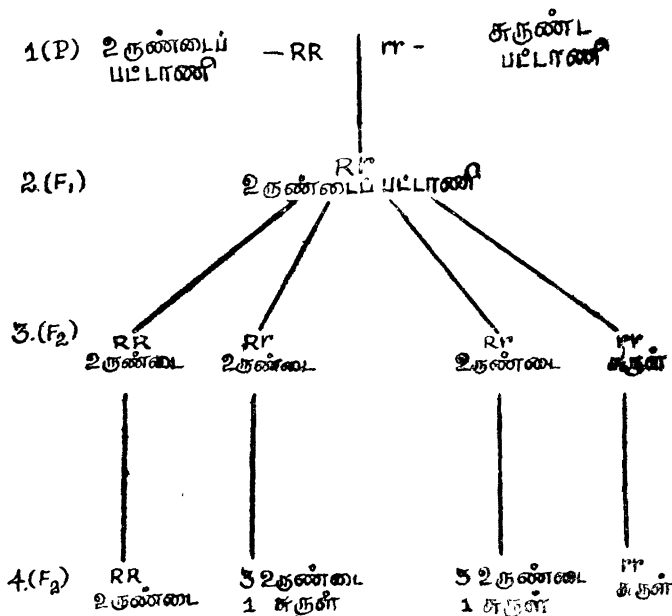 1(P) உருண்டைப் பட்டாணி — RR rr - சுருண்ட பட்டாணி
Rr
2.(F₁) உருண்டைப் பட்டாணி
3.(F₂) RR Rr Rr rr
உருண்டை உருண்டை உருண்டை சுருள்
4.(F₃) RR 3 உருண்டை 3 உருண்டை rr
உருண்டை 1 சுருள் 1 சுருள் சுருள்